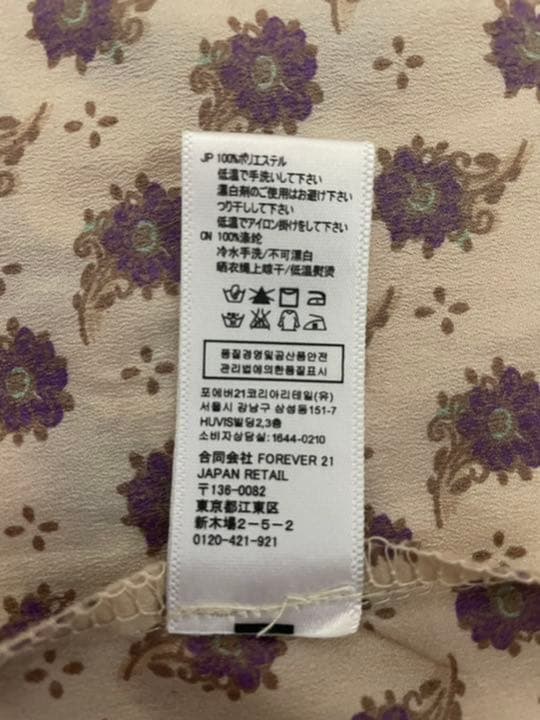 JP 100%ポリエステル
低温で手洗いして下さい
漂白剤のご使用はお避け下さい
つり干しして下さい
低温でアイロン掛けをして下さい
CN 100%涤纶
冷水手洗/不可漂白
晒衣绳上晾干/低温熨烫
품질경영및공산품안전
관리법에의한품질표시
포에버21코리아리테일(유)
서울시 강남구 삼성동151-7
HUVIS빌딩2,3층
소비자상담실: 1644-0210
合同会社 FOREVER 21
JAPAN RETAIL
〒136-0082
東京都江東区
新木場2-5-2
0120-421-921